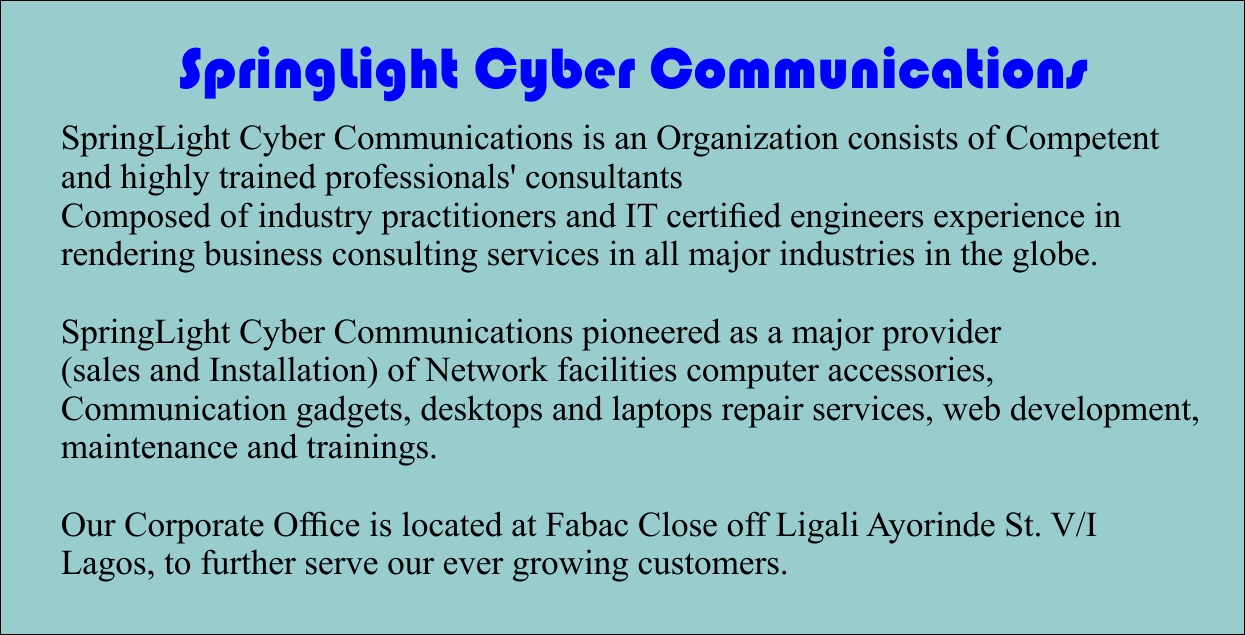 SpringLight Cyber Communications
SpringLight Cyber Communications is an Organization consists of Competent
and highly trained professionals' consultants
Composed of industry practitioners and IT certified engineers experience in
rendering business consulting services in all major industries in the globe.
SpringLight Cyber Communications pioneered as a major provider
(sales and Installation) of Network facilities computer accessories,
Communication gadgets, desktops and laptops repair services, web development,
maintenance and trainings.
Our Corporate Office is located at Fabac Close off Ligali Ayorinde St. V/I
Lagos, to further serve our ever growing customers.